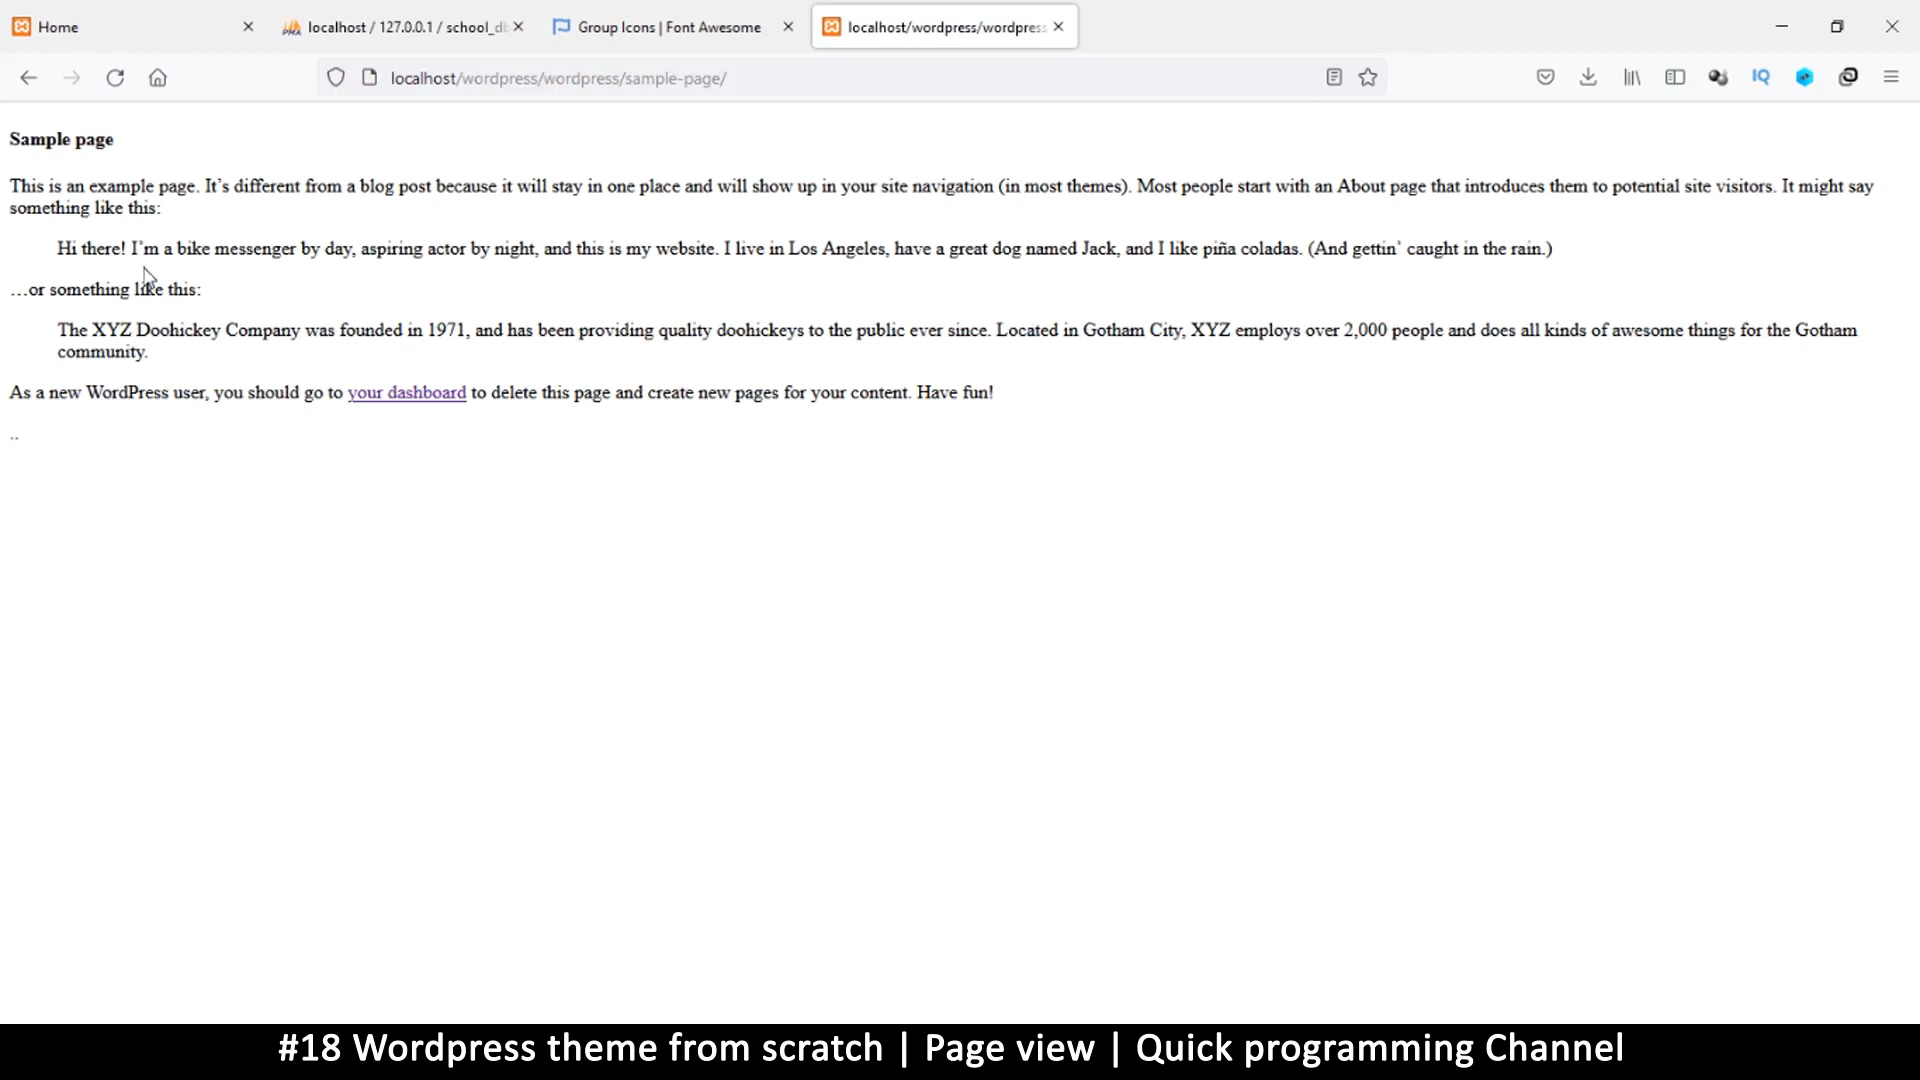 Home
localhost / 127.0.0.1 / school_db
Group Icons | Font Awesome
localhost/wordpress/wordpress
localhost/wordpress/wordpress/sample-page/
IQ
Sample page
This is an example page. It’s different from a blog post because it will stay in one place and will show up in your site navigation (in most themes). Most people start with an About page that introduces them to potential site visitors. It might say
something like this:
Hi there! I’m a bike messenger by day, aspiring actor by night, and this is my website. I live in Los Angeles, have a great dog named Jack, and I like piña coladas. (And gettin’ caught in the rain.)
…or something like this:
The XYZ Doohickey Company was founded in 1971, and has been providing quality doohickeys to the public ever since. Located in Gotham City, XYZ employs over 2,000 people and does all kinds of awesome things for the Gotham
community.
As a new WordPress user, you should go to your dashboard to delete this page and create new pages for your content. Have fun!
..
#18 Wordpress theme from scratch | Page view | Quick programming Channel